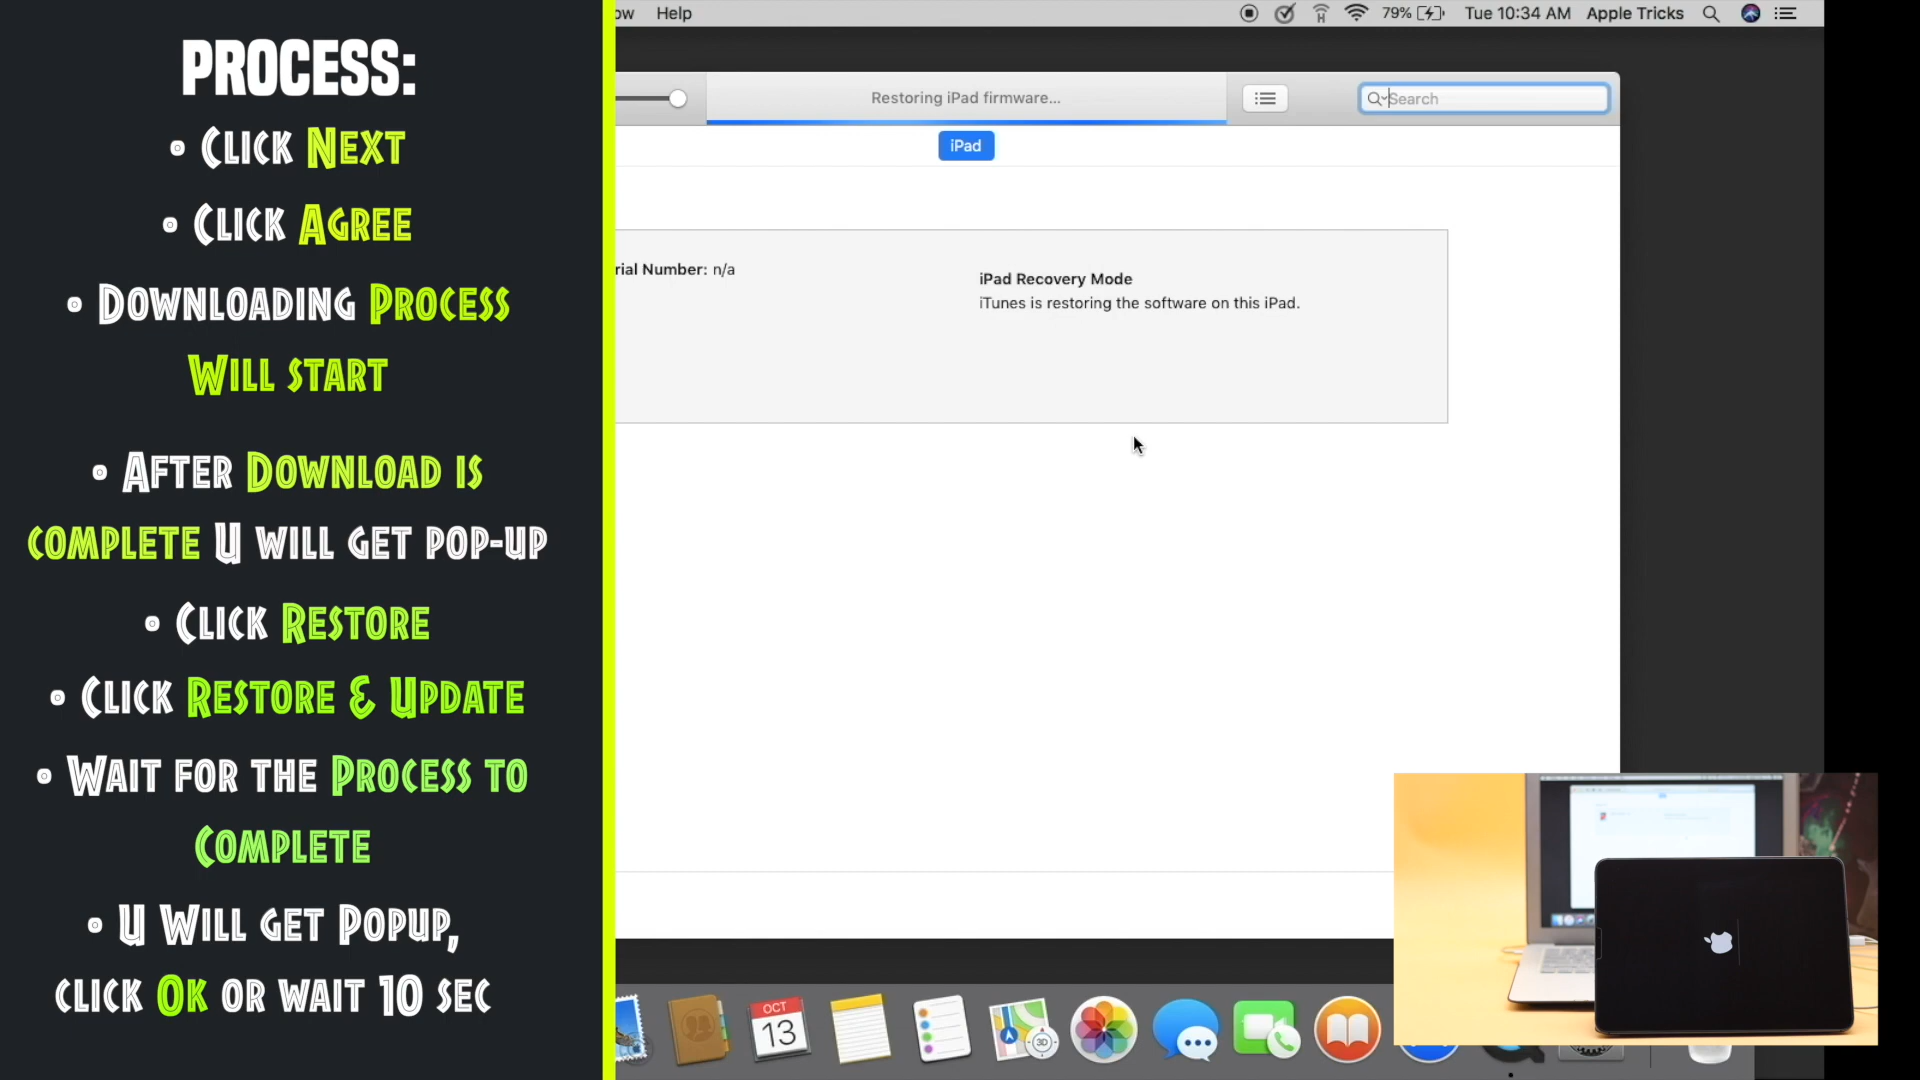 PROCESS:
• Click Next
• Click Agree
• Downloading Process
Will start
• After Download is
complete U will get pop-up
• Click Restore
• Click Restore & Update
• Wait for the Process to
Complete
• U Will get Popup,
click Ok or wait 10 sec
ow Help
79% Tue 10:34 AM Apple Tricks
Restoring iPad firmware...
Search
iPad
rial Number: n/a
iPad Recovery Mode
iTunes is restoring the software on this iPad.
OCT
13
3D